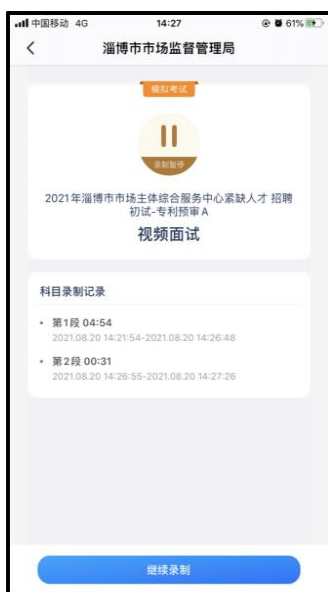 中国移动 4G 14:27 61%
淄博市市场监督管理局
模拟考试
录制暂停
2021年淄博市市场主体综合服务中心紧缺人才 招聘
初试-专利预审A
视频面试
科目录制记录
第1段 04:54
2021.08.20 14:21:54-2021.08.20 14:26:48
第2段 00:31
2021.08.20 14:26:55-2021.08.20 14:27:26
继续录制